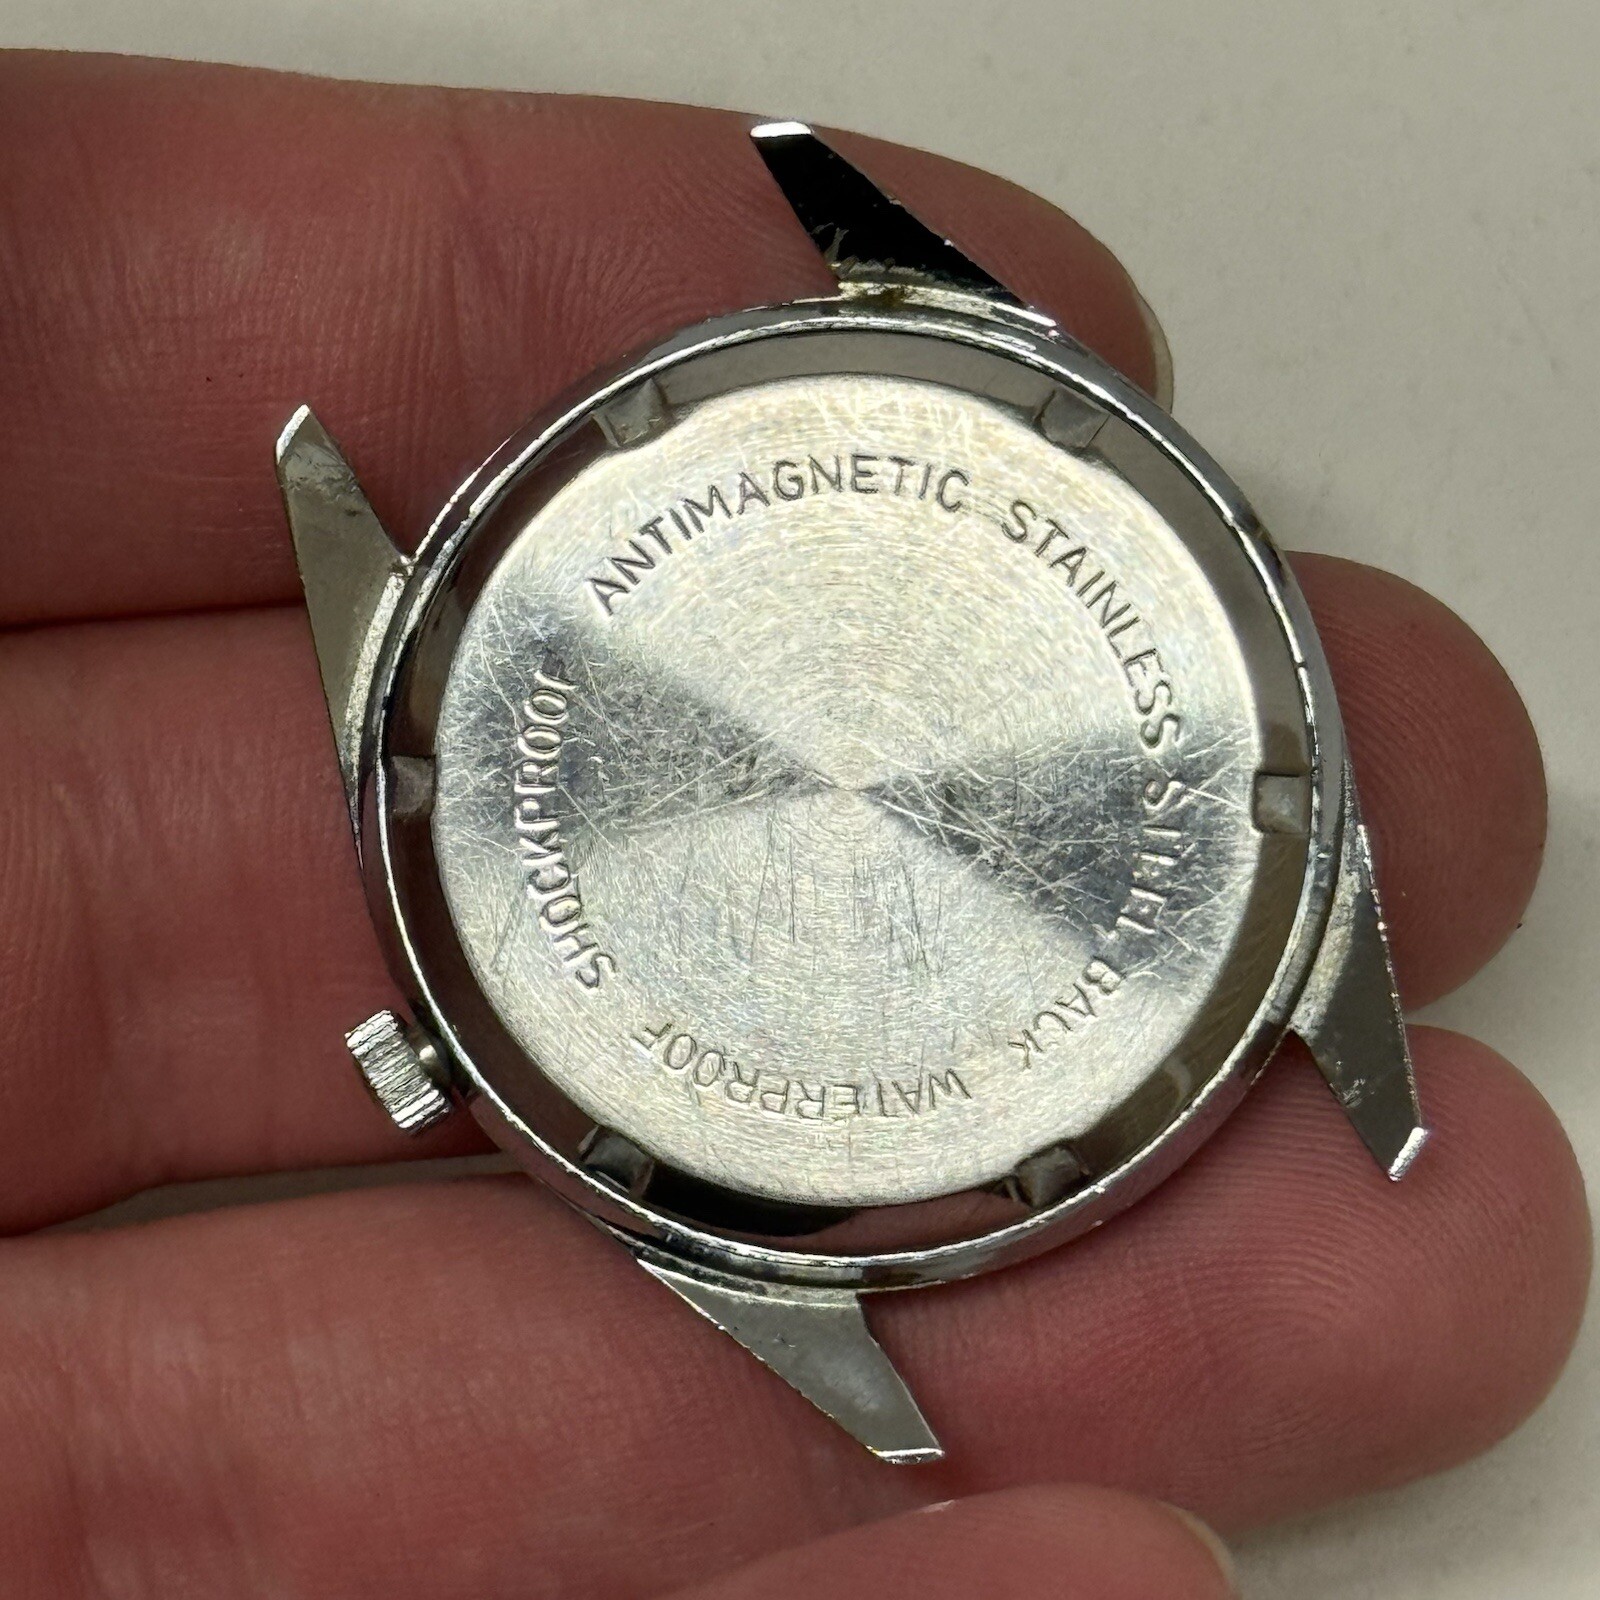 ANTIMAGNETIC STAINLESS STEEL BACK WATERPROOF SHOCKPROOF